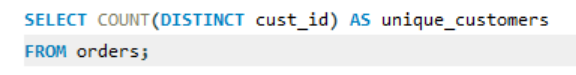 SELECT COUNT(DISTINCT cust_id) AS unique_customers
FROM orders;